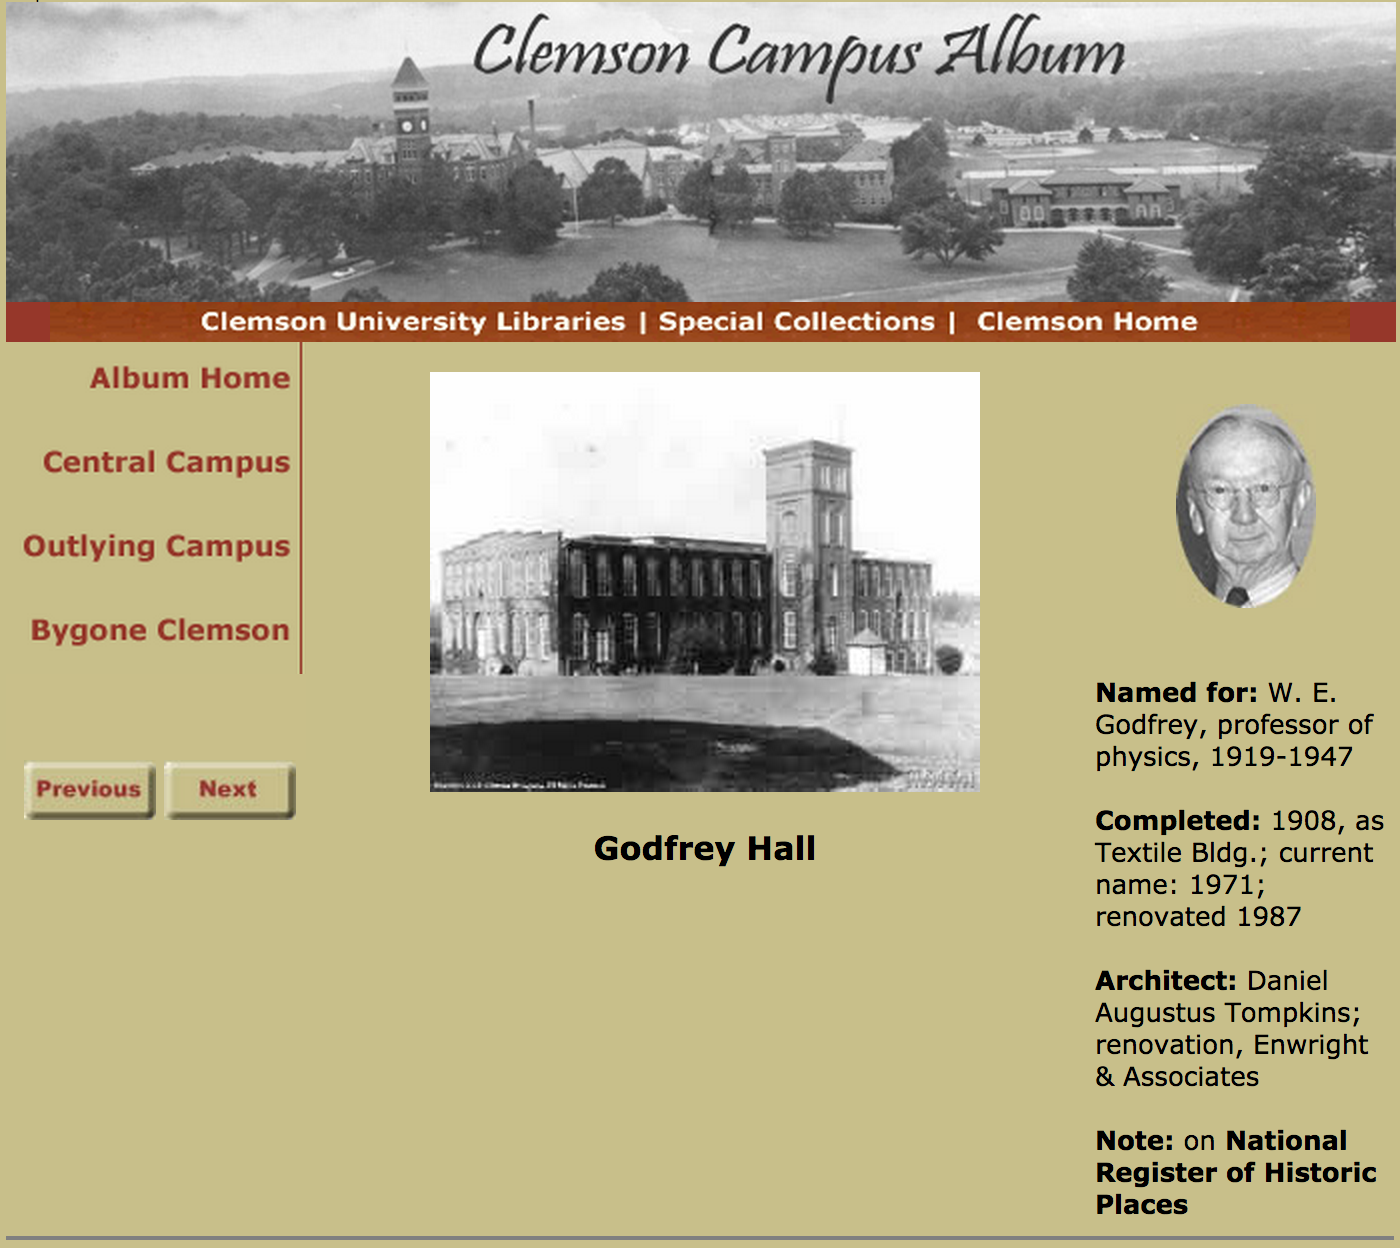 Clemson Campus Album
Clemson University Libraries | Special Collections | Clemson Home
Album Home
Central Campus
Outlying Campus
Bygone Clemson
Previous
Next
Godfrey Hall
Named for: W. E.
Godfrey, professor of
physics, 1919-1947
Completed: 1908, as
Textile Bldg.; current
name: 1971;
renovated 1987
Architect: Daniel
Augustus Tompkins;
renovation, Enwright
& Associates
Note: on National
Register of Historic
Places